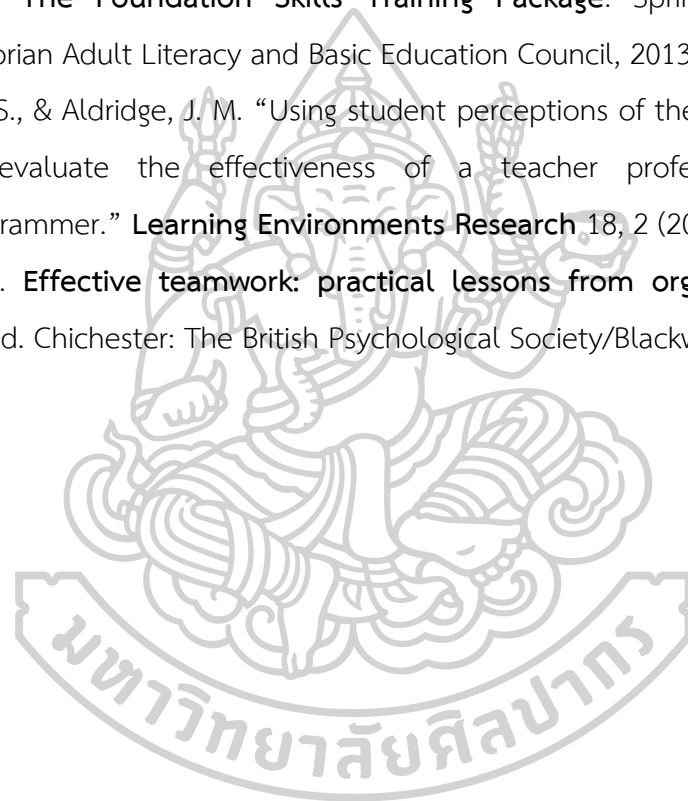 The Foundation Skills Training Package. Spri
orian Adult Literacy and Basic Education Council, 2013
S., & Aldridge, J. M. “Using student perceptions of the
evaluate the effectiveness of a teacher profe
rammer.” Learning Environments Research 18, 2 (20
. Effective teamwork: practical lessons from org
d. Chichester: The British Psychological Society/Blackw
มหาวิทยาลัยศิลปากร